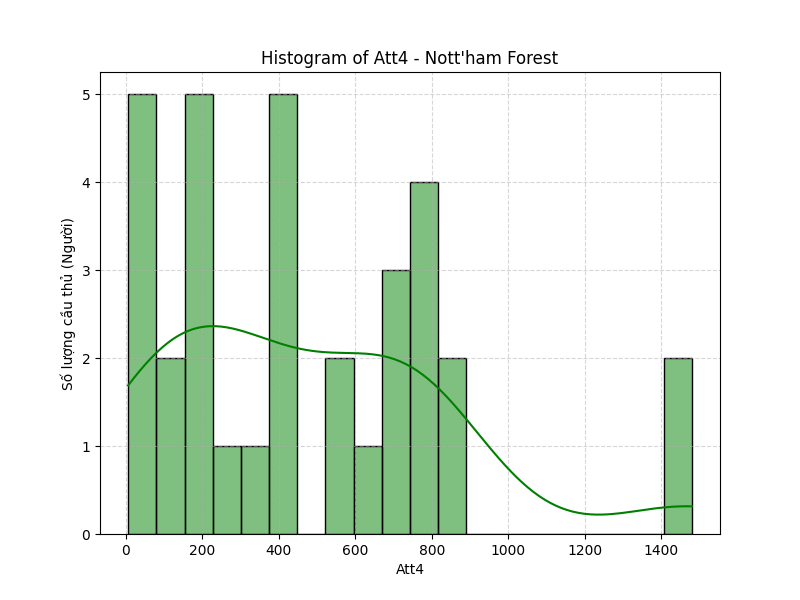 Histogram of Att4 - Nott'ham Forest
Số lượng cầu thủ (Người)
5
4
3
2
1
0
0 200 400 600 800 1000 1200 1400
Att4